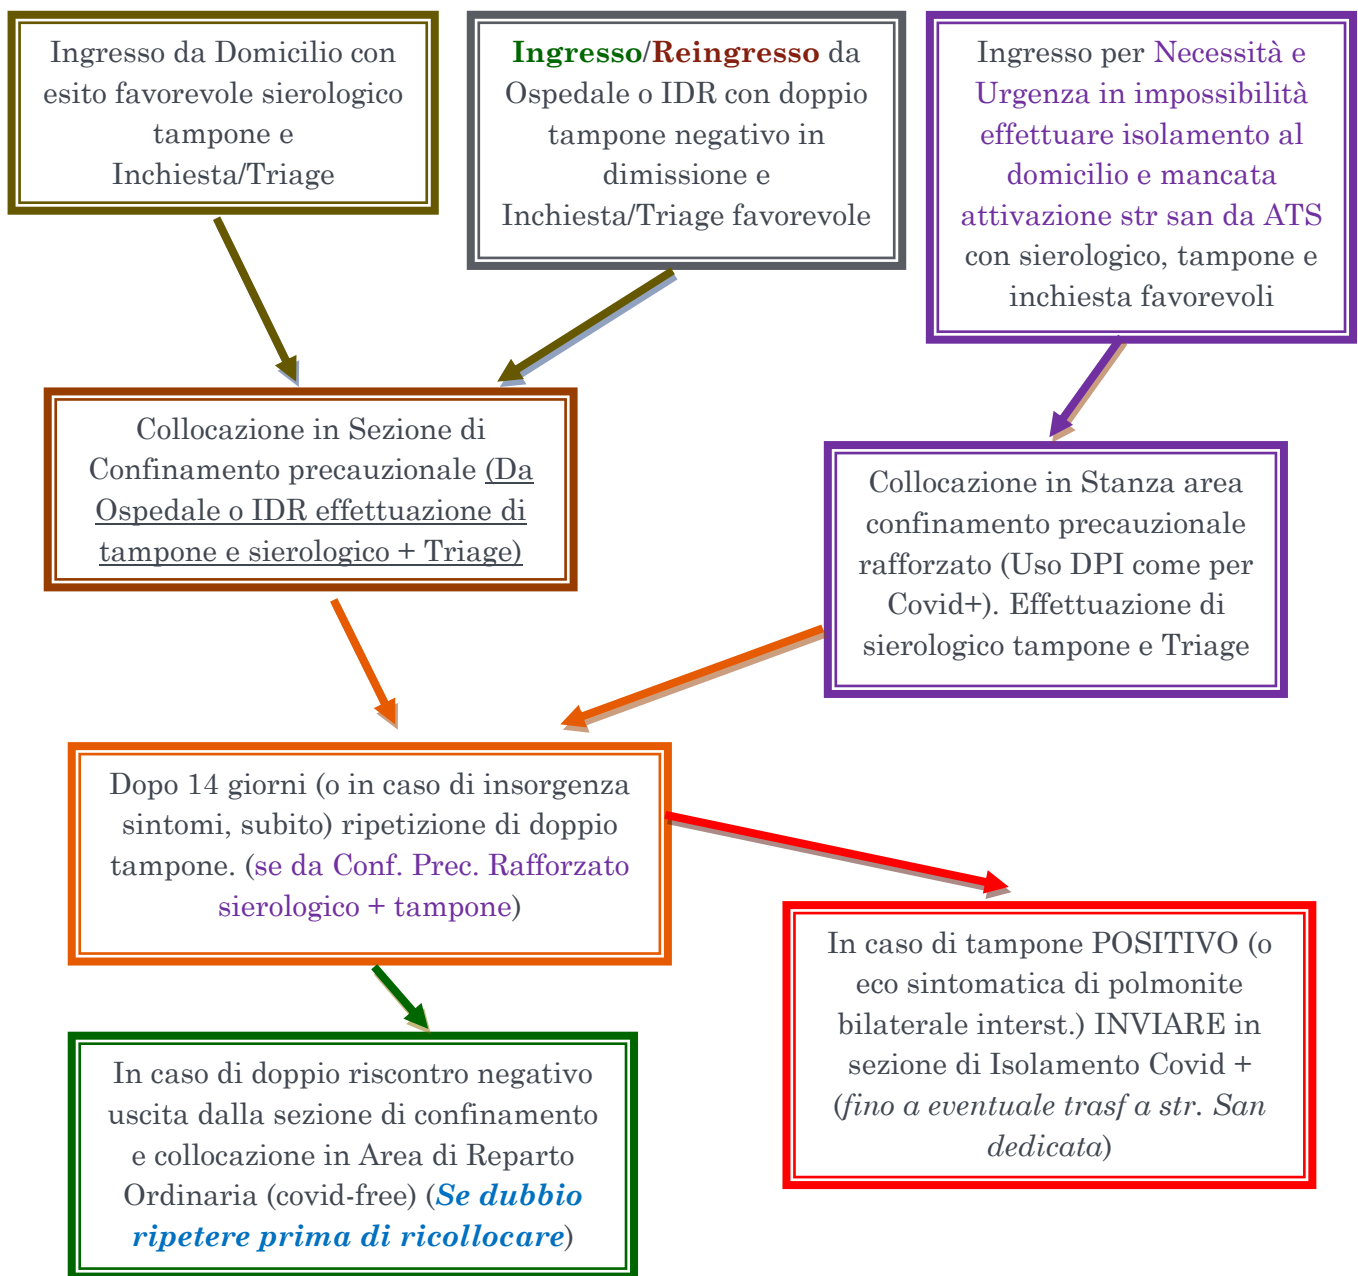 Ingresso da Domicilio con
esito favorevole sierologico
tampone e
Inchiesta/Triage
Ingresso/Reingresso da
Ospedale o IDR con doppio
tampone negativo in
dimissione e
Inchiesta/Triage favorevole
Ingresso per Necessità e
Urgenza in impossibilità
effettuare isolamento al
domicilio e mancata
attivazione str san da ATS
con sierologico, tampone e
inchiesta favorevoli
Collocazione in Sezione di
Confinamento precauzionale (Da
Ospedale o IDR effettuazione di
tampone e sierologico + Triage)
Collocazione in Stanza area
confinamento precauzionale
rafforzato (Uso DPI come per
Covid+). Effettuazione di
sierologico tampone e Triage
Dopo 14 giorni (o in caso di insorgenza
sintomi, subito) ripetizione di doppio
tampone. (se da Conf. Prec. Rafforzato
sierologico + tampone)
In caso di tampone POSITIVO (o
eco sintomatica di polmonite
bilaterale interst.) INVIARE in
sezione di Isolamento Covid +
(fino a eventuale trasf a str. San
dedicata)
In caso di doppio riscontro negativo
uscita dalla sezione di confinamento
e collocazione in Area di Reparto
Ordinaria (covid-free) (Se dubbio
ripetere prima di ricollocare)